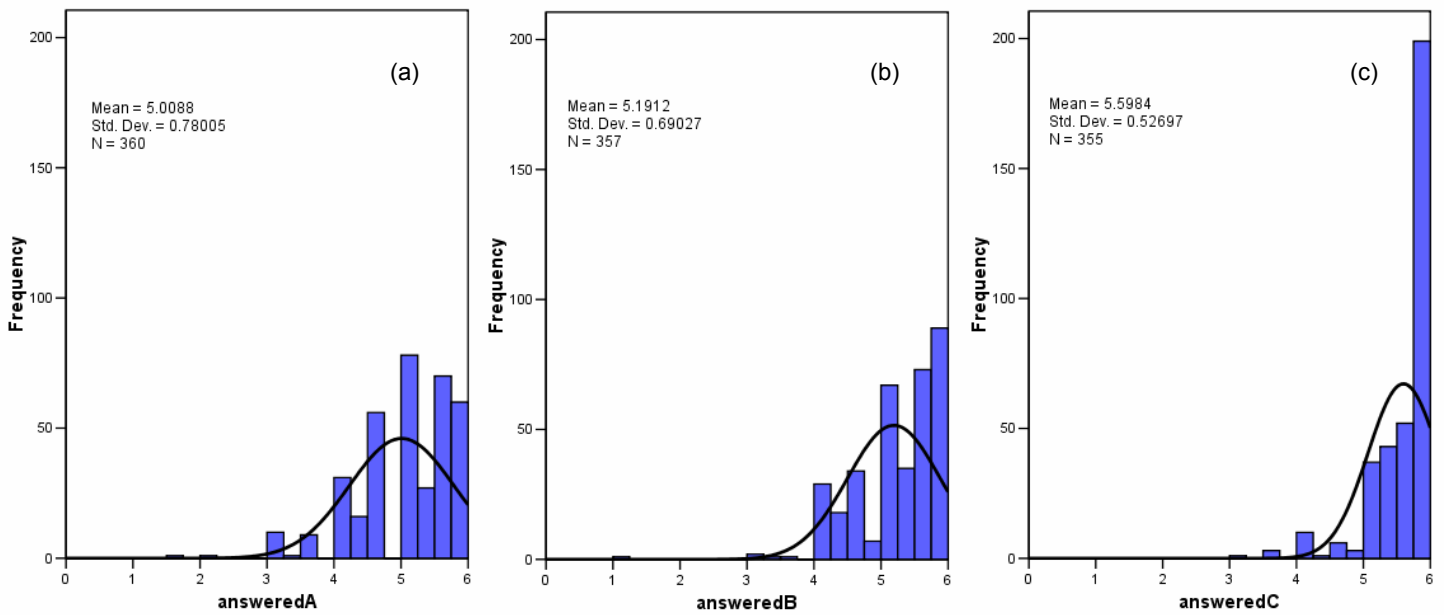 (a)
Mean = 5.0088
Std. Dev. = 0.78005
N = 360
Frequency
200
150
100
50
0
0 1 2 3 4 5 6
answeredA
(b)
Mean = 5.1912
Std. Dev. = 0.69027
N = 357
Frequency
200
150
100
50
0
0 1 2 3 4 5 6
answeredB
(c)
Mean = 5.5984
Std. Dev. = 0.52697
N = 355
Frequency
200
150
100
50
0
0 1 2 3 4 5 6
answeredC